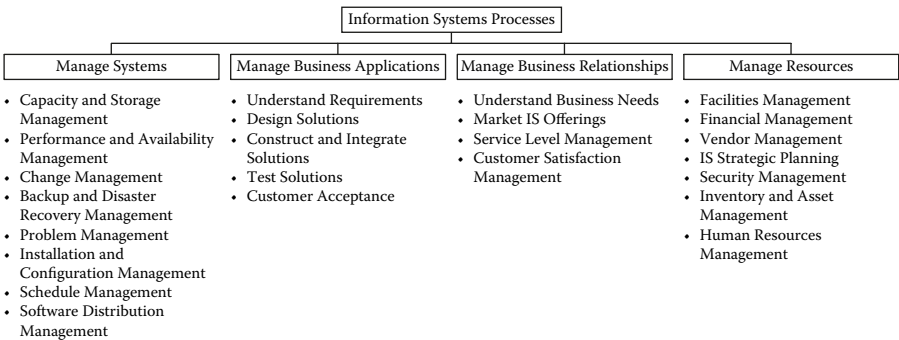 Information Systems Processes
Manage Systems
• Capacity and Storage
Management
• Performance and Availability
Management
• Change Management
• Backup and Disaster
Recovery Management
• Problem Management
• Installation and
Configuration Management
• Schedule Management
• Software Distribution
Management
Manage Business Applications
• Understand Requirements
• Design Solutions
• Construct and Integrate
Solutions
• Test Solutions
• Customer Acceptance
Manage Business Relationships
• Understand Business Needs
• Market IS Offerings
• Service Level Management
• Customer Satisfaction
Management
Manage Resources
• Facilities Management
• Financial Management
• Vendor Management
• IS Strategic Planning
• Security Management
• Inventory and Asset
Management
• Human Resources
Management